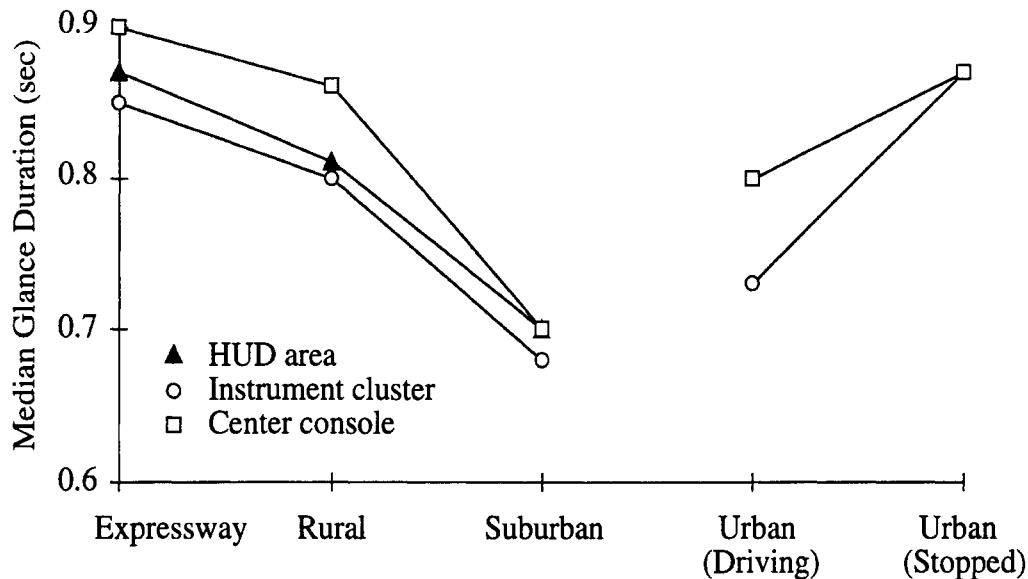 Median Glance Duration (sec)
0.9
0.8
0.7
0.6
HUD area
Instrument cluster
Center console
Expressway
Rural
Suburban
Urban
(Driving)
Urban
(Stopped)